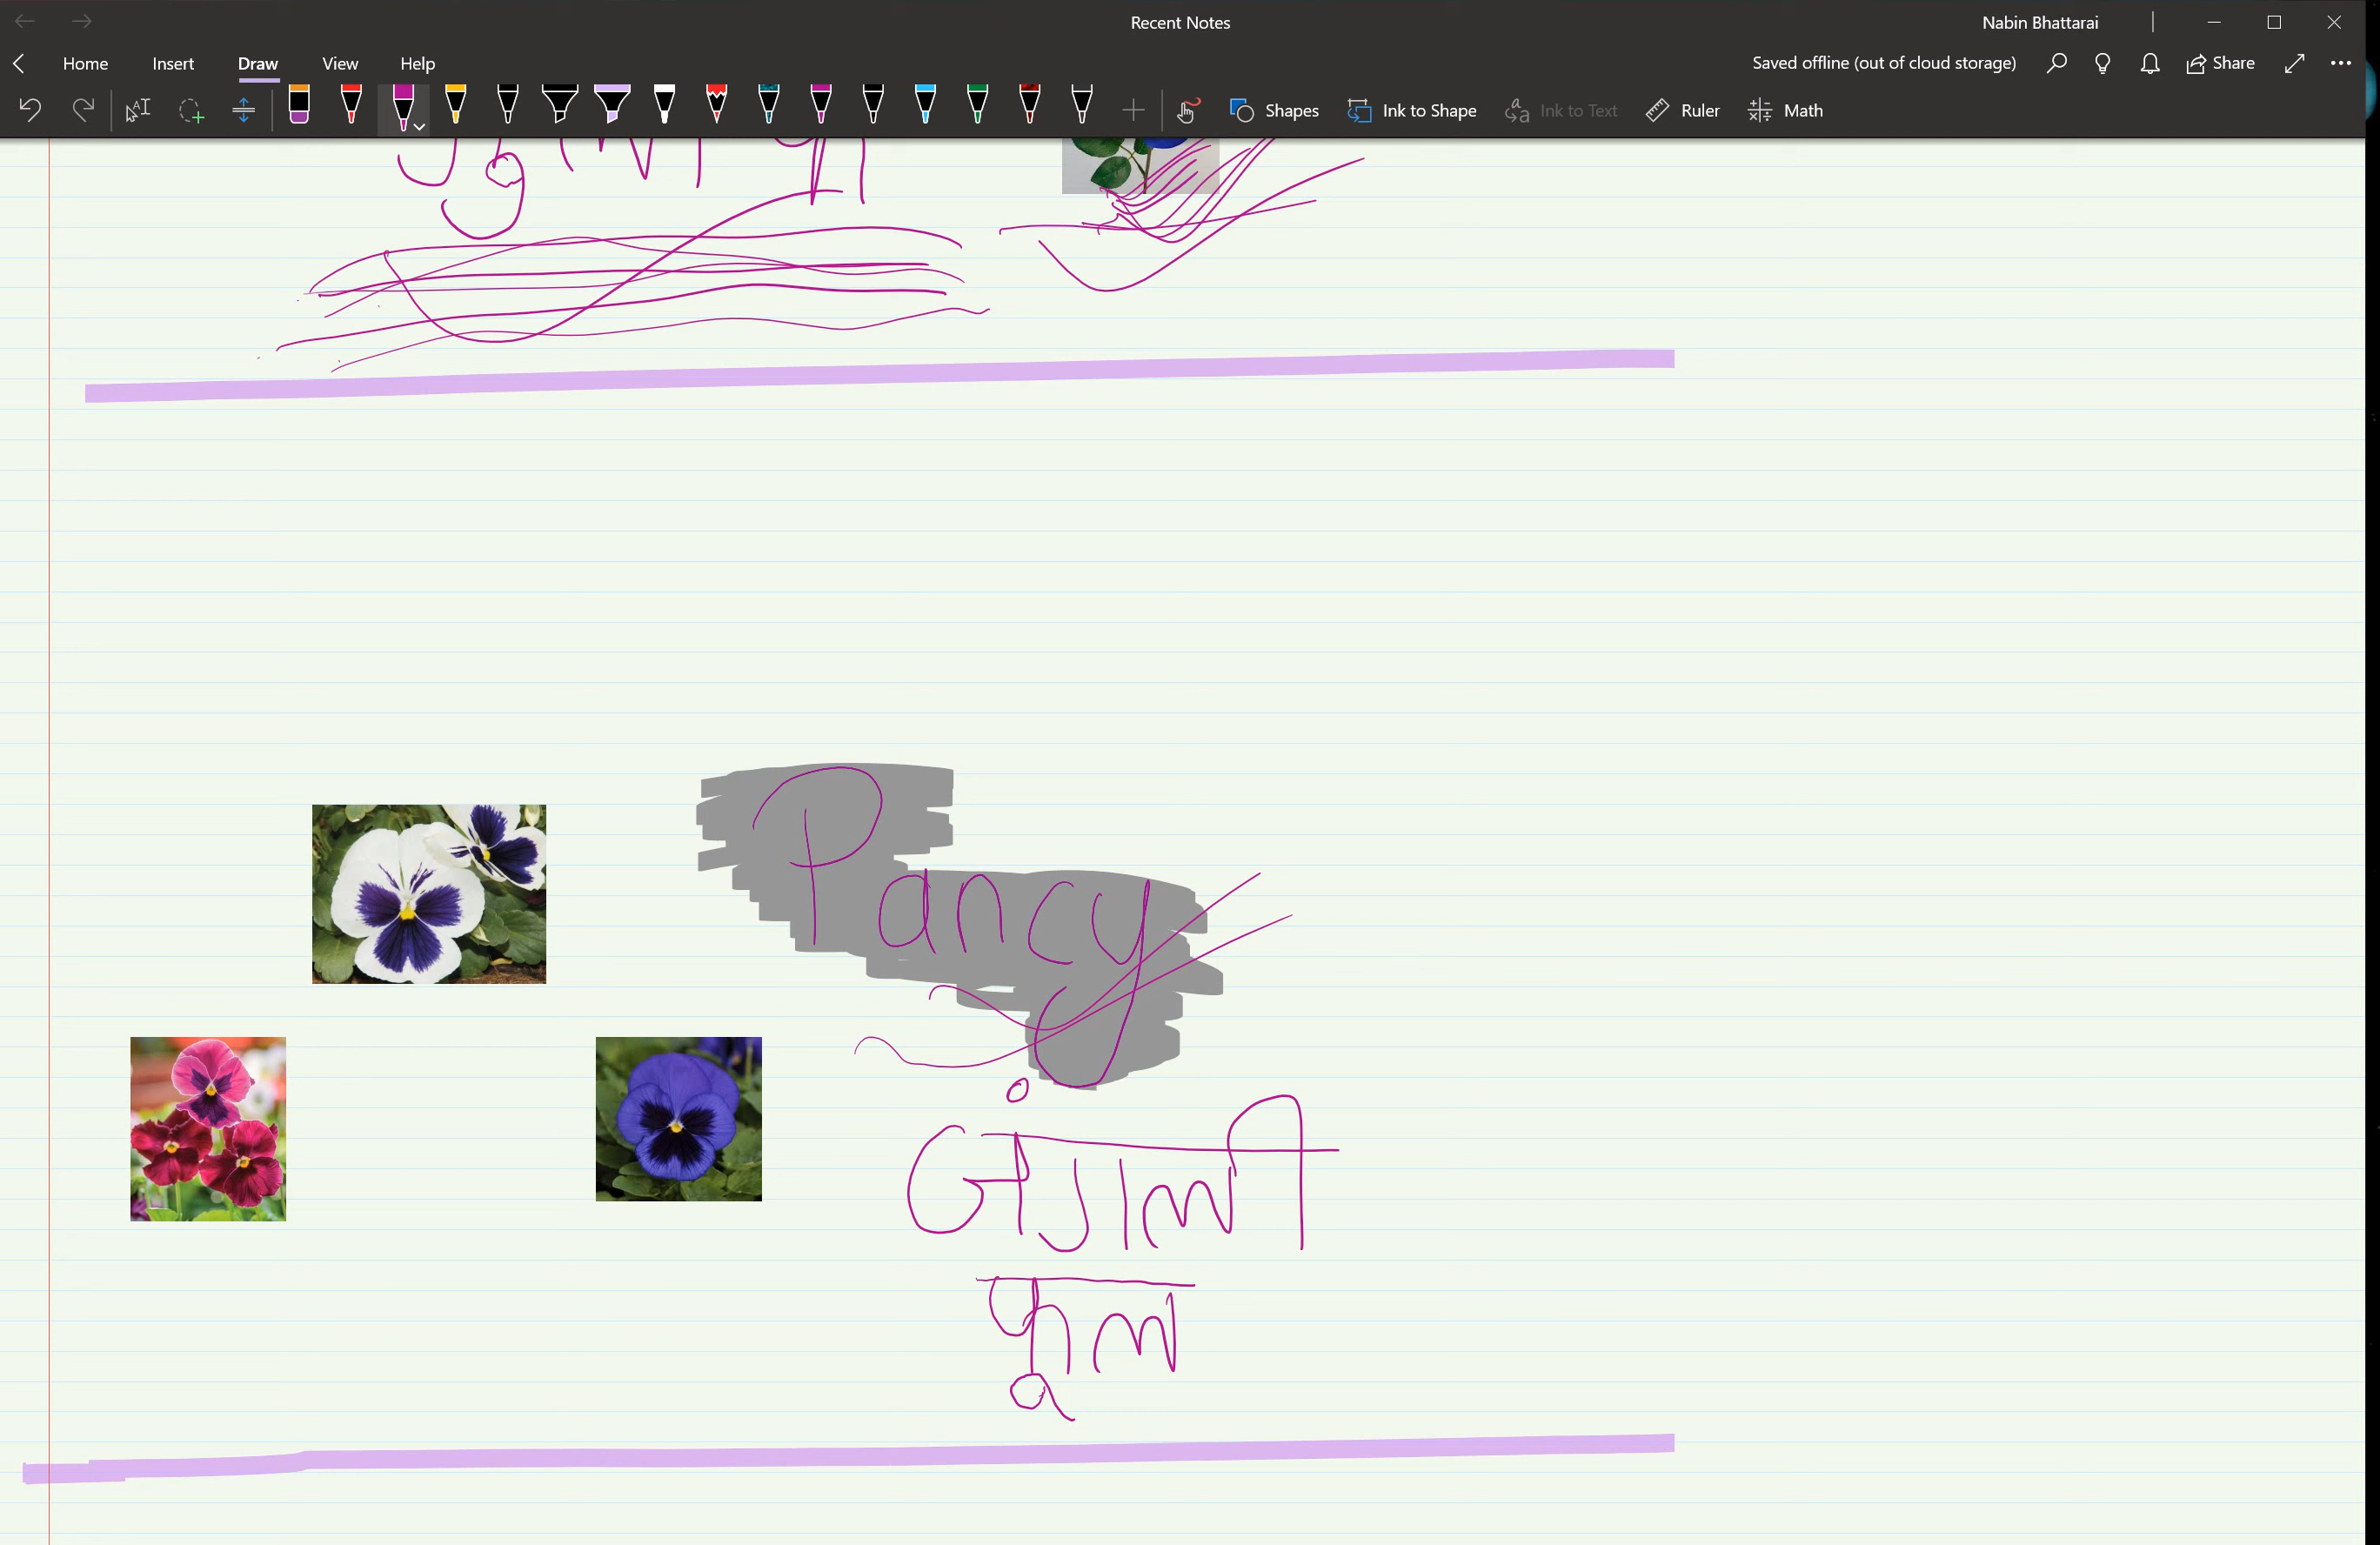 Recent Notes
Nabin Bhattarai
Home Insert Draw View Help
Saved offline (out of cloud storage)
Share
Shapes
Ink to Shape
Ink to Text
Ruler
Math
Pancy
फूल